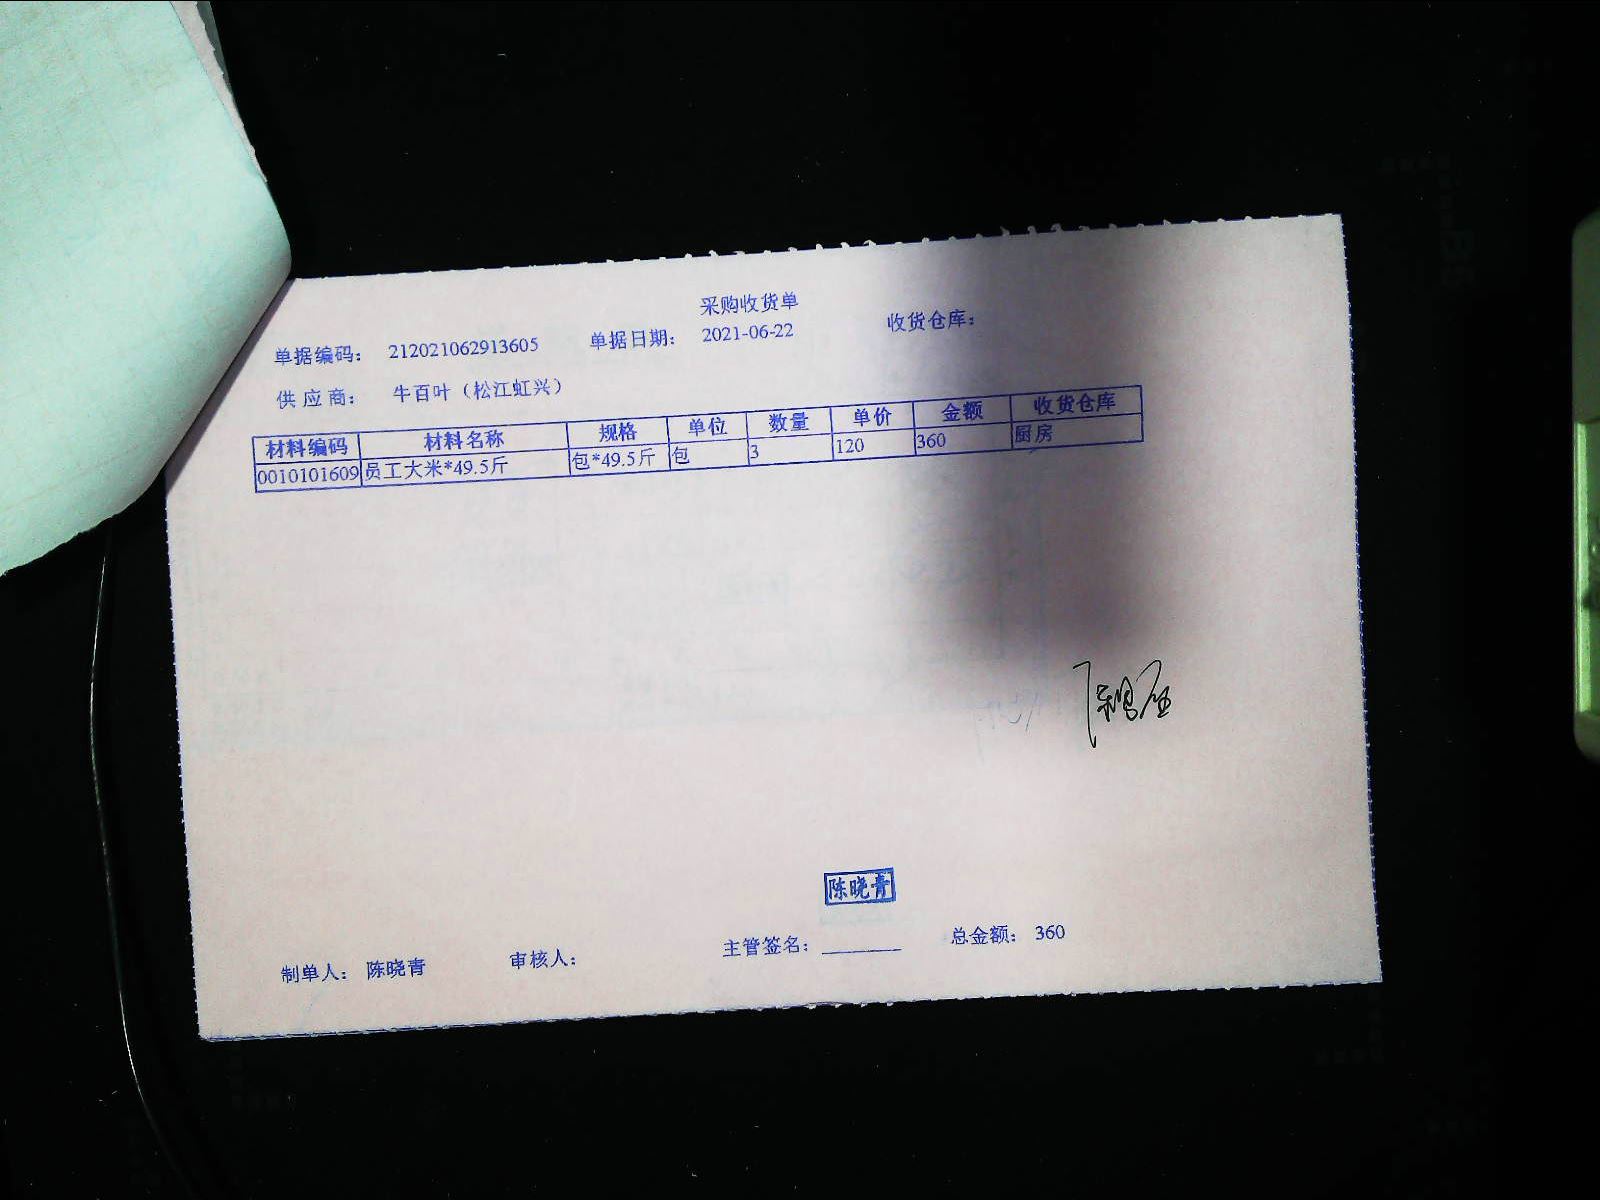 采购收货单
单据编码： 212021062913605 单据日期： 2021-06-22 收货仓库：
供应商： 牛百叶（松江虹兴）
材料编码 材料名称 规格 单位 数量 单价 金额 收货仓库
0010101609 员工大米*49.5斤 包*49.5斤 包 3 120 360 厨房
陈晓青
制单人： 陈晓青 审核人： 主管签名： 总金额： 360